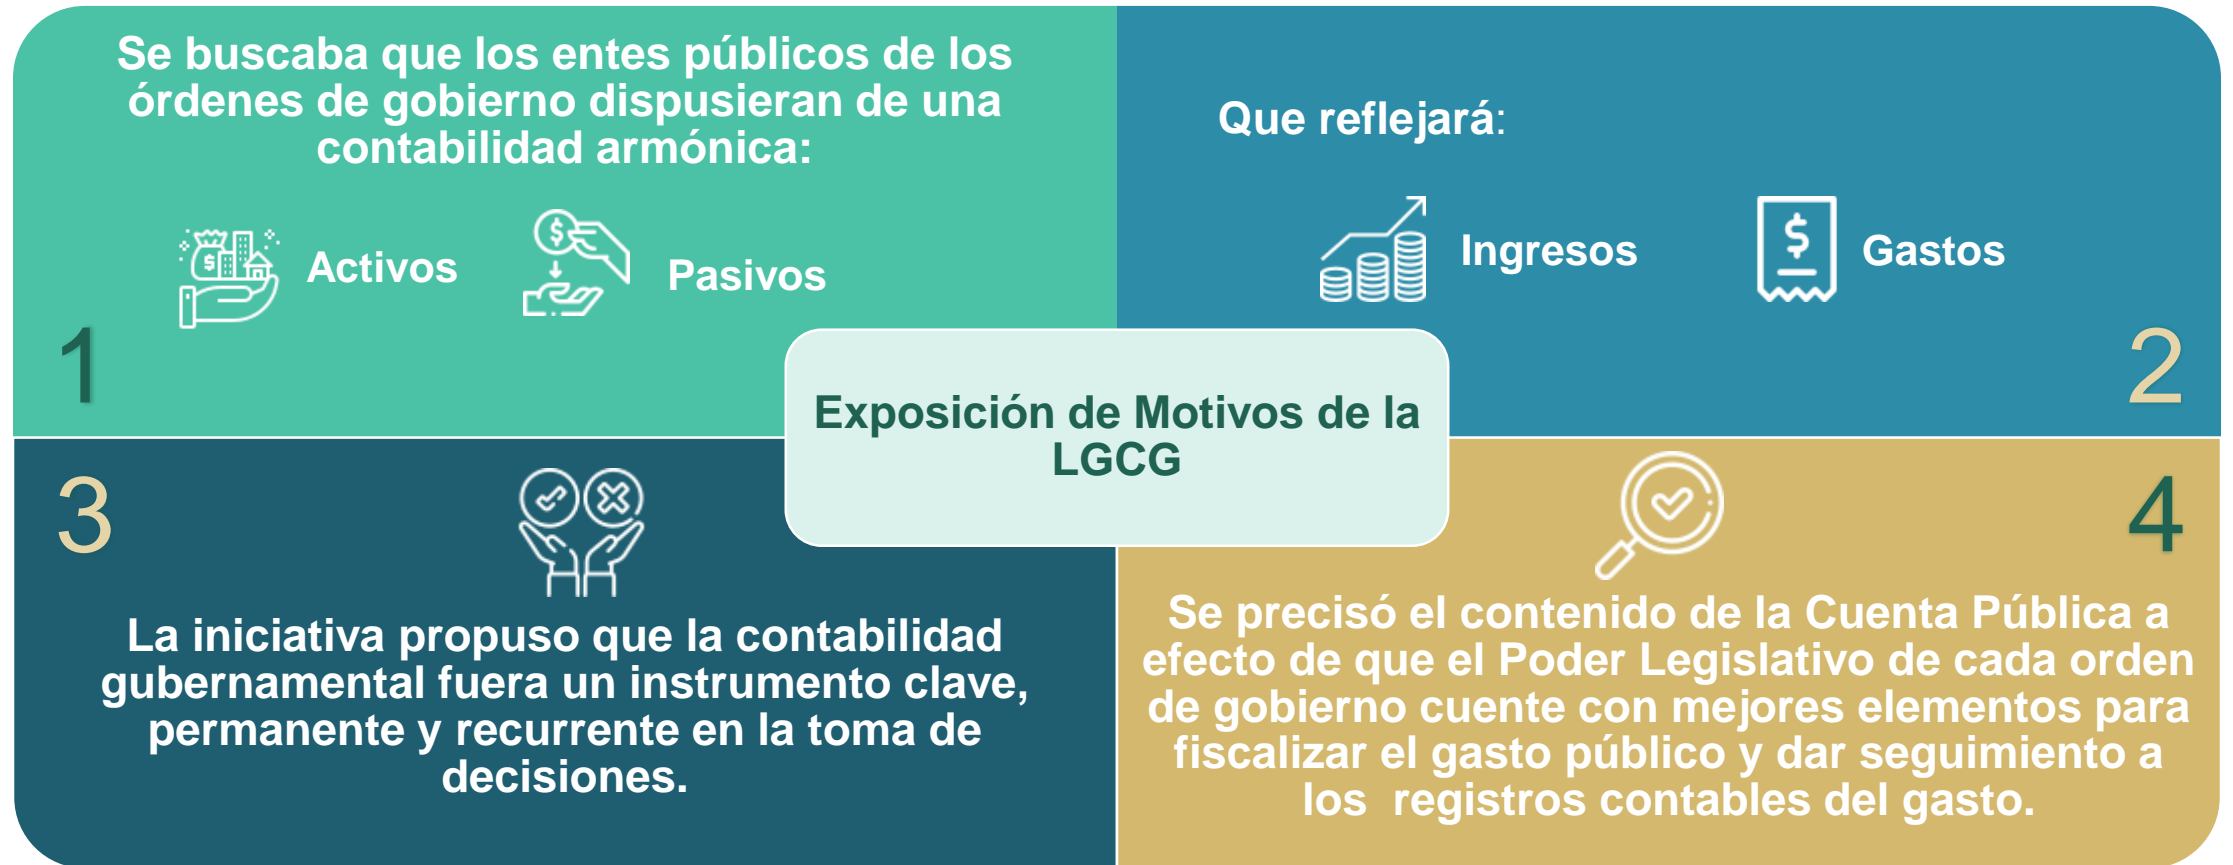 Se buscaba que los entes públicos de los
órdenes de gobierno dispusieran de una
contabilidad armónica:
Activos
Pasivos
1
Que reflejará:
Ingresos
Gastos
2
Exposición de Motivos de la
LGCG
3
La iniciativa propuso que la contabilidad
gubernamental fuera un instrumento clave,
permanente y recurrente en la toma de
decisiones.
4
Se precisó el contenido de la Cuenta Pública a
efecto de que el Poder Legislativo de cada orden
de gobierno cuente con mejores elementos para
fiscalizar el gasto público y dar seguimiento a
los registros contables del gasto.